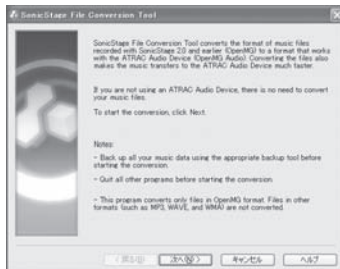 SonicStage File Conversion Tool
SonicStage File Conversion Tool converts the format of music files
recorded with SonicStage 2.0 and earlier (OpenMG) to a format that works
with the ATRAC Audio Device (OpenMG Audio). Converting the files also
makes the music transfers to the ATRAC Audio Device much faster.
If you are not using an ATRAC Audio Device, there is no need to convert
your music files.
To start the conversion, click Next.
Notes:
- Back up all your music data using the appropriate backup tool before
starting the conversion.
- Quit all other programs before starting the conversion.
- This program converts only files in OpenMG format. Files in other
formats (such as MP3, WAVE, and WMA) are not converted.
< 戻る(B) 次へ(N) > キャンセル ヘルプ